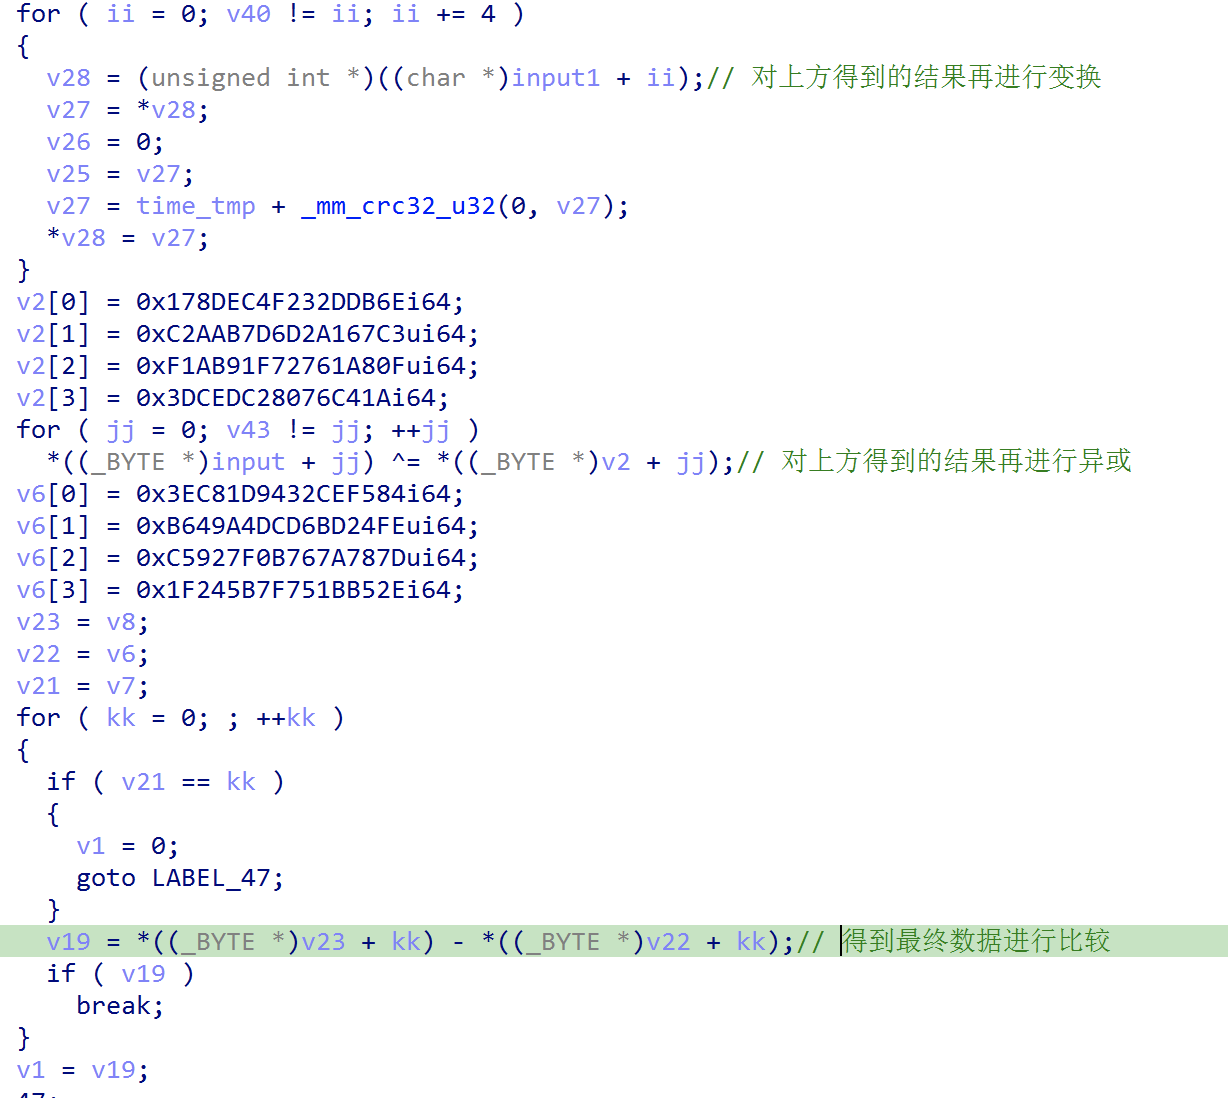 for ( ii = 0; v40 != ii; ii += 4 )
{
  v28 = (unsigned int *)((char *)input1 + ii);// 对上方得到的结果再进行变换
  v27 = *v28;
  v26 = 0;
  v25 = v27;
  v27 = time_tmp + _mm_crc32_u32(0, v27);
  *v28 = v27;
}
v2[0] = 0x178DEC4F232DDB6Ei64;
v2[1] = 0xC2AAB7D6D2A167C3ui64;
v2[2] = 0xF1AB91F72761A80Fui64;
v2[3] = 0x3DCEDC28076C41Ai64;
for ( jj = 0; v43 != jj; ++jj )
  *((_BYTE *)input + jj) ^= *((_BYTE *)v2 + jj);// 对上方得到的结果再进行异或
v6[0] = 0x3EC81D9432CEF584i64;
v6[1] = 0xB649A4DCD6BD24FEui64;
v6[2] = 0xC5927F0B767A787Dui64;
v6[3] = 0x1F245B7F751BB52Ei64;
v23 = v8;
v22 = v6;
v21 = v7;
for ( kk = 0; ; ++kk )
{
  if ( v21 == kk )
  {
    v1 = 0;
    goto LABEL_47;
  }
  v19 = *((_BYTE *)v23 + kk) - *((_BYTE *)v22 + kk);// 得到最终数据进行比较
  if ( v19 )
    break;
}
v1 = v19;